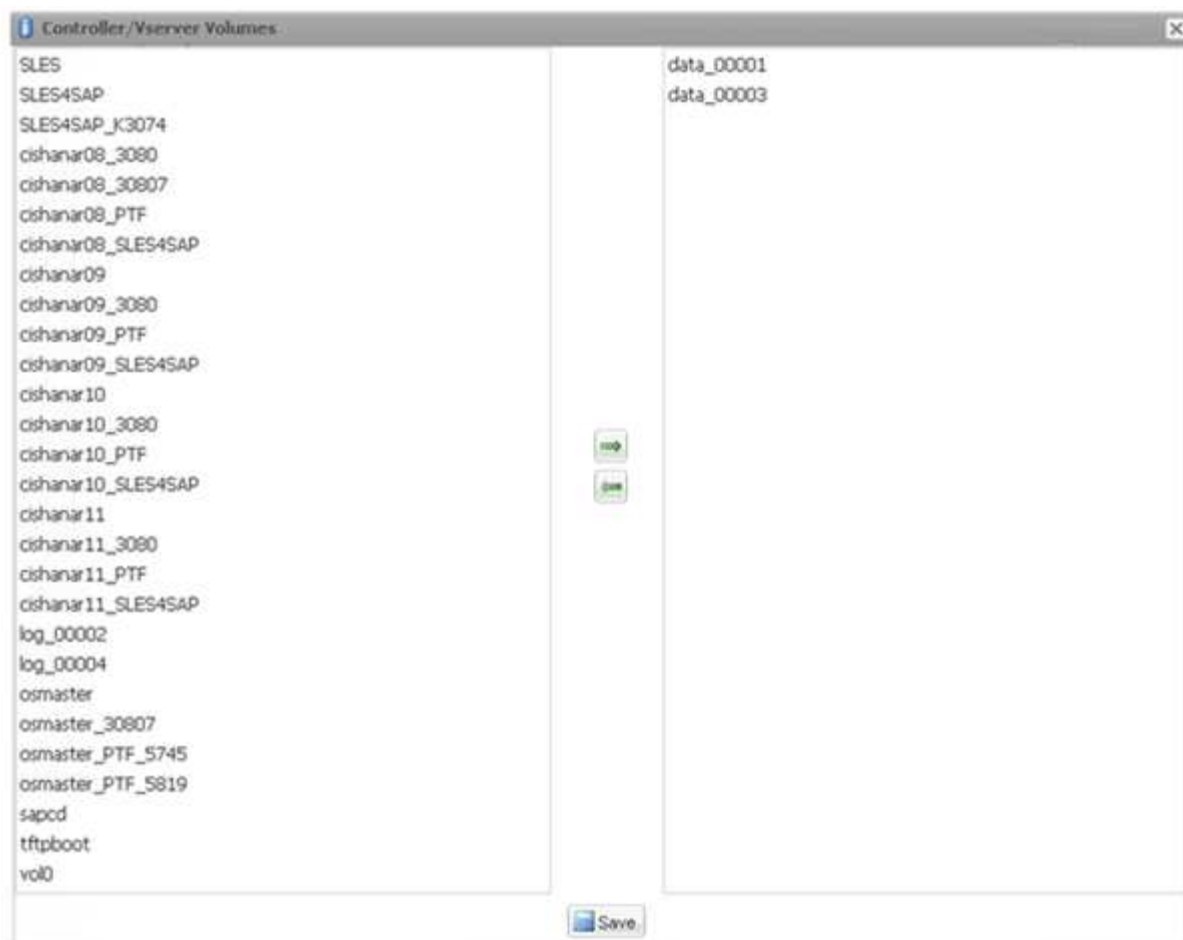 Controller/Vserver Volumes
SLES
SLES4SAP
SLES4SAP_K3074
cishanar08_3080
cishanar08_30807
cishanar08_PTF
cishanar08_SLES4SAP
cishanar09
cishanar09_3080
cishanar09_PTF
cishanar09_SLES4SAP
cishanar10
cishanar10_3080
cishanar10_PTF
cishanar10_SLES4SAP
cishanar11
cishanar11_3080
cishanar11_PTF
cishanar11_SLES4SAP
log_00002
log_00004
osmaster
osmaster_30807
osmaster_PTF_5745
osmaster_PTF_5819
sapcd
tftpboot
vol0
data_00001
data_00003
Save